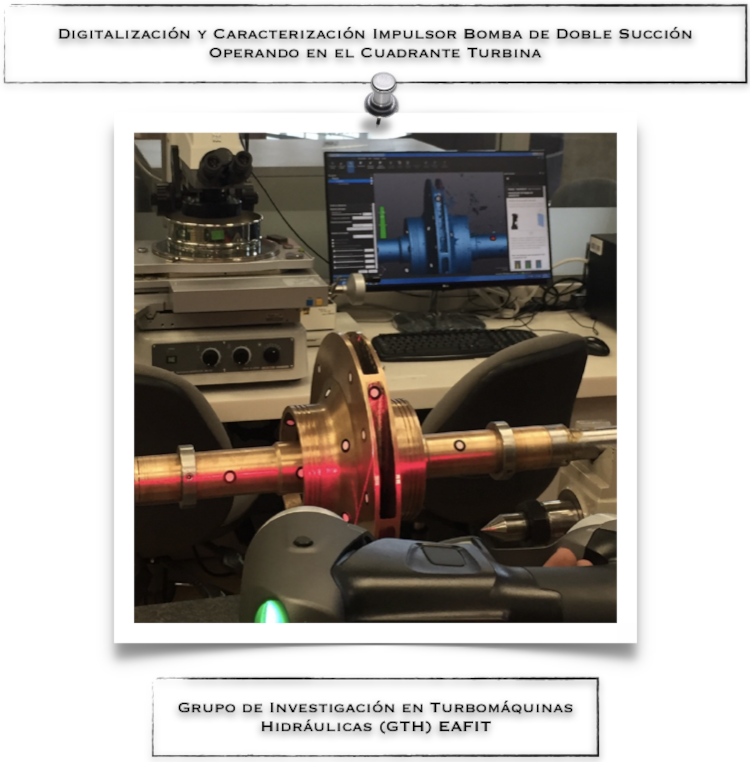 Digitalización y Caracterización Impulsor Bomba de Doble Succión
Operando en el Cuadrante Turbina
Grupo de Investigación en Turbomáquinas
Hidráulicas (GTH) EAFIT